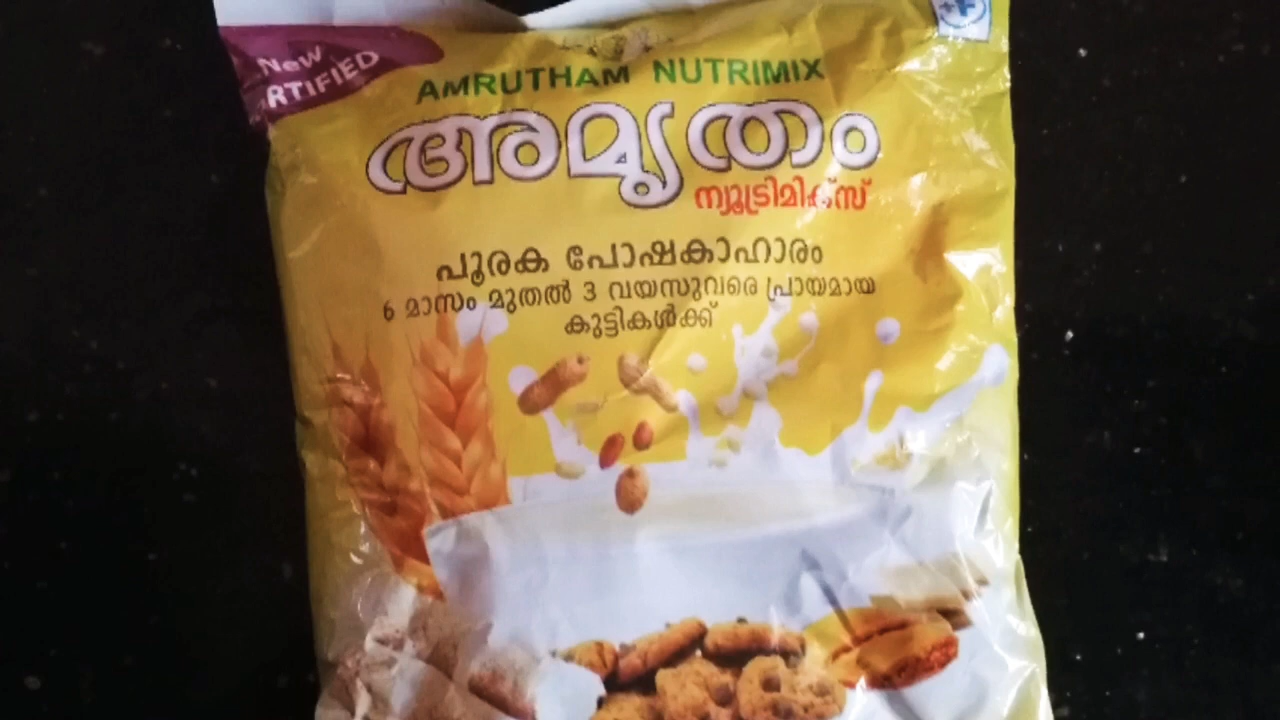 New
RTIFIED
AMRUTHAM NUTRIMIX
അമൃതം
ന്യൂട്രിമിക്സ്
പൂരക പോഷകാഹാരം
6 മാസം മുതൽ 3 വയസുവരെ പ്രായമായ
കുട്ടികൾക്ക്